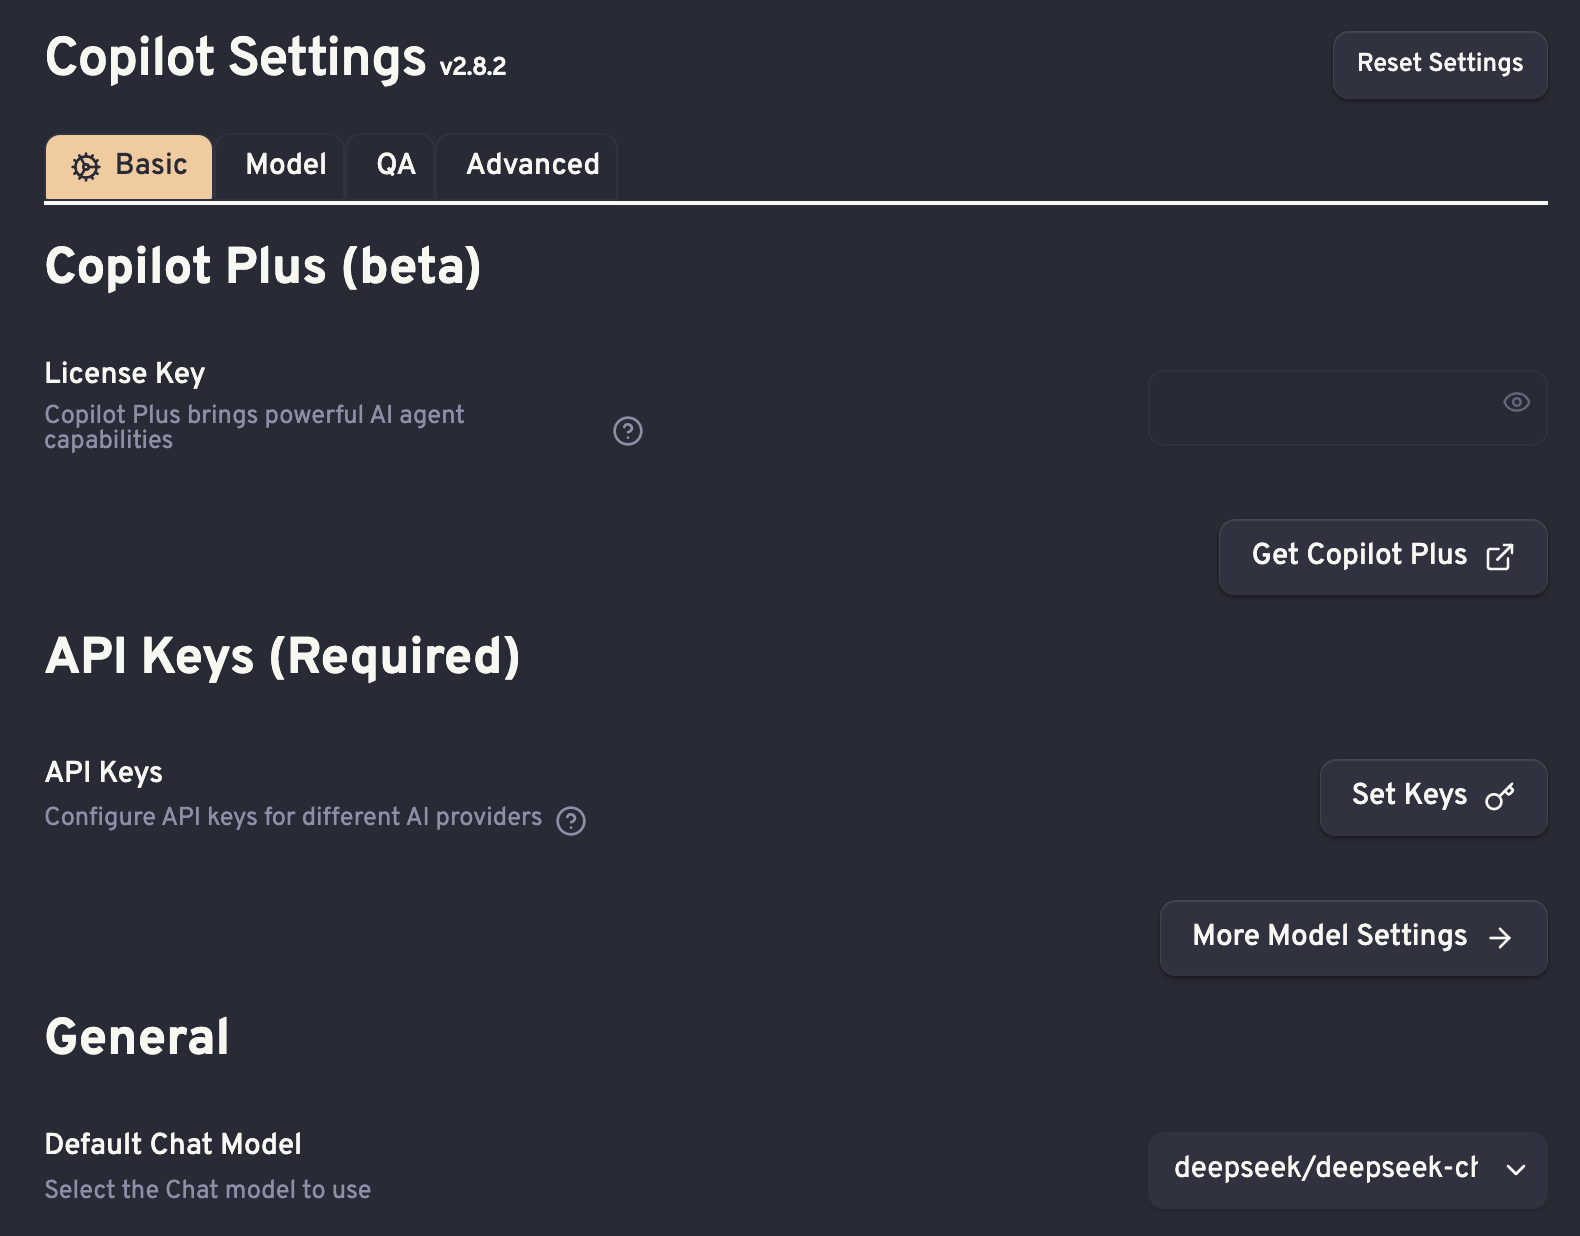 Copilot Settings v2.8.2
Reset Settings
Basic
Model
QA
Advanced
Copilot Plus (beta)
License Key
Copilot Plus brings powerful AI agent
capabilities
Get Copilot Plus
API Keys (Required)
API Keys
Configure API keys for different AI providers
Set Keys
More Model Settings
General
Default Chat Model
Select the Chat model to use
deepseek/deepseek-ch